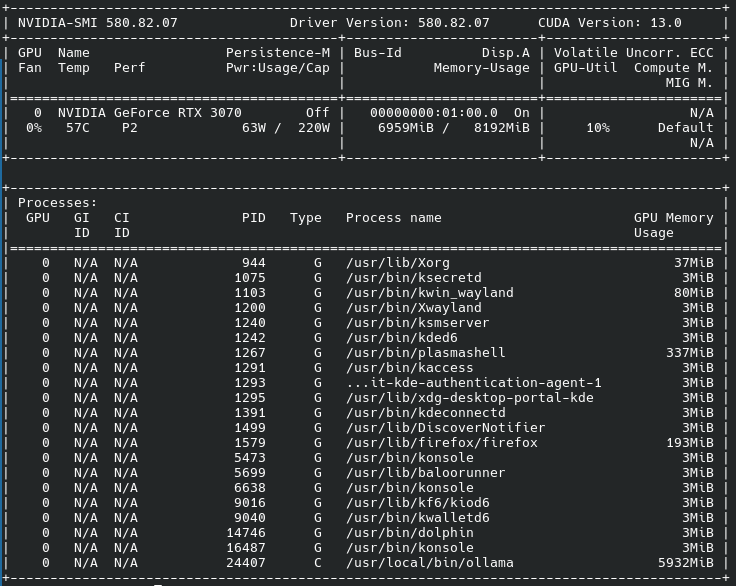 +-----------------------------------------------------------------------------------------+
| NVIDIA-SMI 580.82.07              Driver Version: 580.82.07      CUDA Version: 13.0     |
+-----------------------------------------+------------------------+----------------------+
| GPU  Name                 Persistence-M | Bus-Id          Disp.A | Volatile Uncorr. ECC |
| Fan  Temp   Perf          Pwr:Usage/Cap |           Memory-Usage | GPU-Util  Compute M. |
|                                         |                        |               MIG M. |
|=========================================+========================+======================|
|   0  NVIDIA GeForce RTX 3070        Off |   00000000:01:00.0  On |                  N/A |
|  0%   57C    P2              63W /  220W |    6959MiB /   8192MiB |     10%      Default |
|                                         |                        |                  N/A |
+-----------------------------------------+------------------------+----------------------+
+-----------------------------------------------------------------------------------------+
| Processes:                                                                              |
|  GPU   GI   CI              PID   Type   Process name                        GPU Memory |
|        ID   ID                                                               Usage      |
|=========================================================================================|
|    0   N/A  N/A             944      G   /usr/lib/Xorg                            37MiB |
|    0   N/A  N/A            1075      G   /usr/bin/ksecretd                         3MiB |
|    0   N/A  N/A            1103      G   /usr/bin/kwin_wayland                    80MiB |
|    0   N/A  N/A            1200      G   /usr/bin/Xwayland                         3MiB |
|    0   N/A  N/A            1240      G   /usr/bin/ksmserver                        3MiB |
|    0   N/A  N/A            1242      G   /usr/bin/kded6                            3MiB |
|    0   N/A  N/A            1267      G   /usr/bin/plasmashell                    337MiB |
|    0   N/A  N/A            1291      G   /usr/bin/kaccess                          3MiB |
|    0   N/A  N/A            1293      G   ...it-kde-authentication-agent-1          3MiB |
|    0   N/A  N/A            1295      G   /usr/lib/xdg-desktop-portal-kde           3MiB |
|    0   N/A  N/A            1391      G   /usr/bin/kdeconnectd                      3MiB |
|    0   N/A  N/A            1499      G   /usr/lib/DiscoverNotifier                 3MiB |
|    0   N/A  N/A            1579      G   /usr/lib/firefox/firefox                193MiB |
|    0   N/A  N/A            5473      G   /usr/bin/konsole                          3MiB |
|    0   N/A  N/A            5699      G   /usr/lib/baloorunner                      3MiB |
|    0   N/A  N/A            6638      G   /usr/bin/konsole                          3MiB |
|    0   N/A  N/A            9016      G   /usr/lib/kf6/kiod6                        3MiB |
|    0   N/A  N/A            9040      G   /usr/bin/kwalletd6                        3MiB |
|    0   N/A  N/A           14746      G   /usr/bin/dolphin                          3MiB |
|    0   N/A  N/A           16487      G   /usr/bin/konsole                          3MiB |
|    0   N/A  N/A           24407      C   /usr/local/bin/ollama                  5932MiB |
+-----------------------------------------------------------------------------------------+